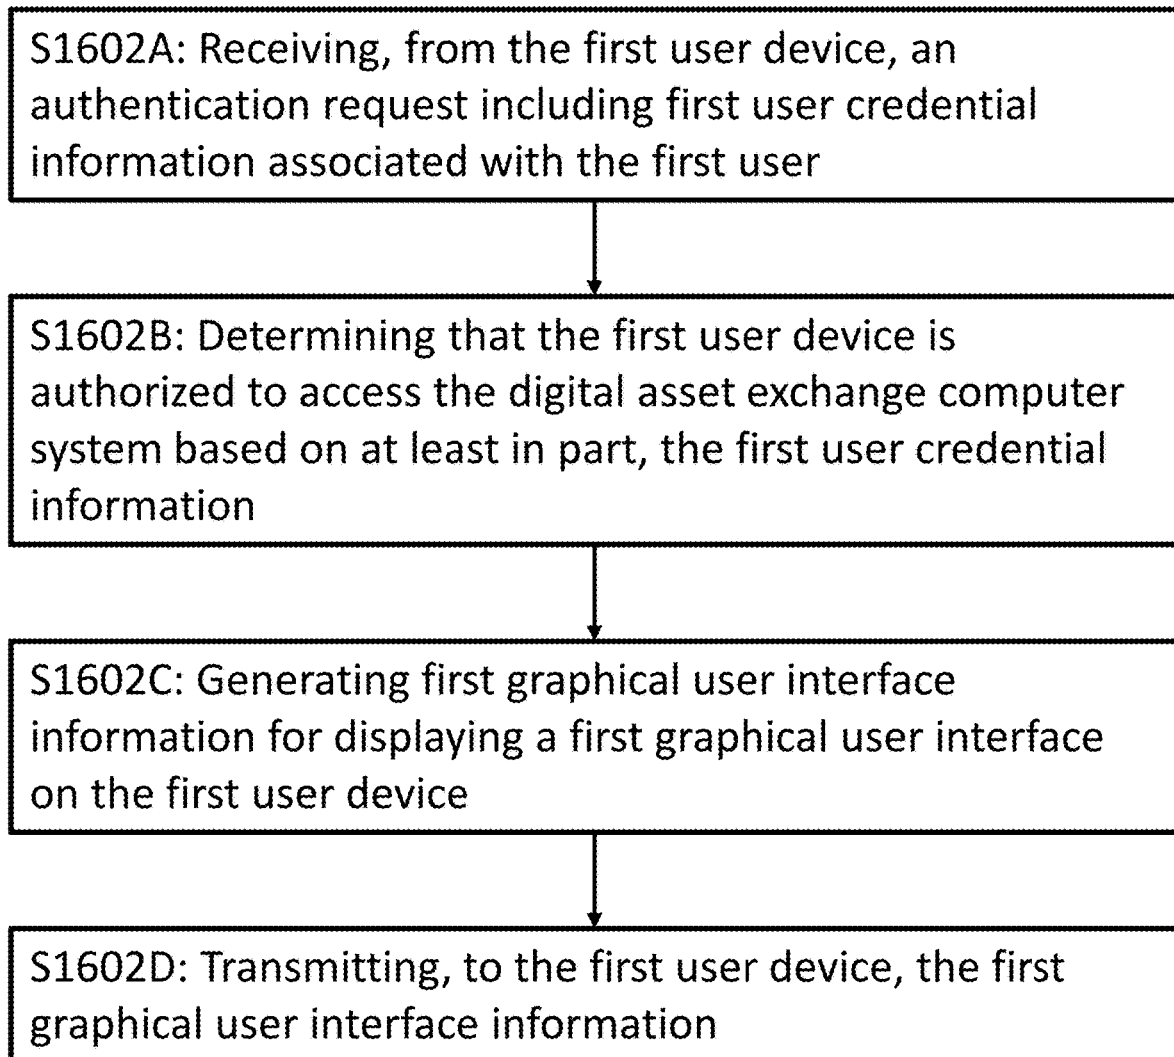 S1602A: Receiving, from the first user device, an
authentication request including first user credential
information associated with the first user
S1602B: Determining that the first user device is
authorized to access the digital asset exchange computer
system based on at least in part, the first user credential
information
S1602C: Generating first graphical user interface
information for displaying a first graphical user interface
on the first user device
S1602D: Transmitting, to the first user device, the first
graphical user interface information